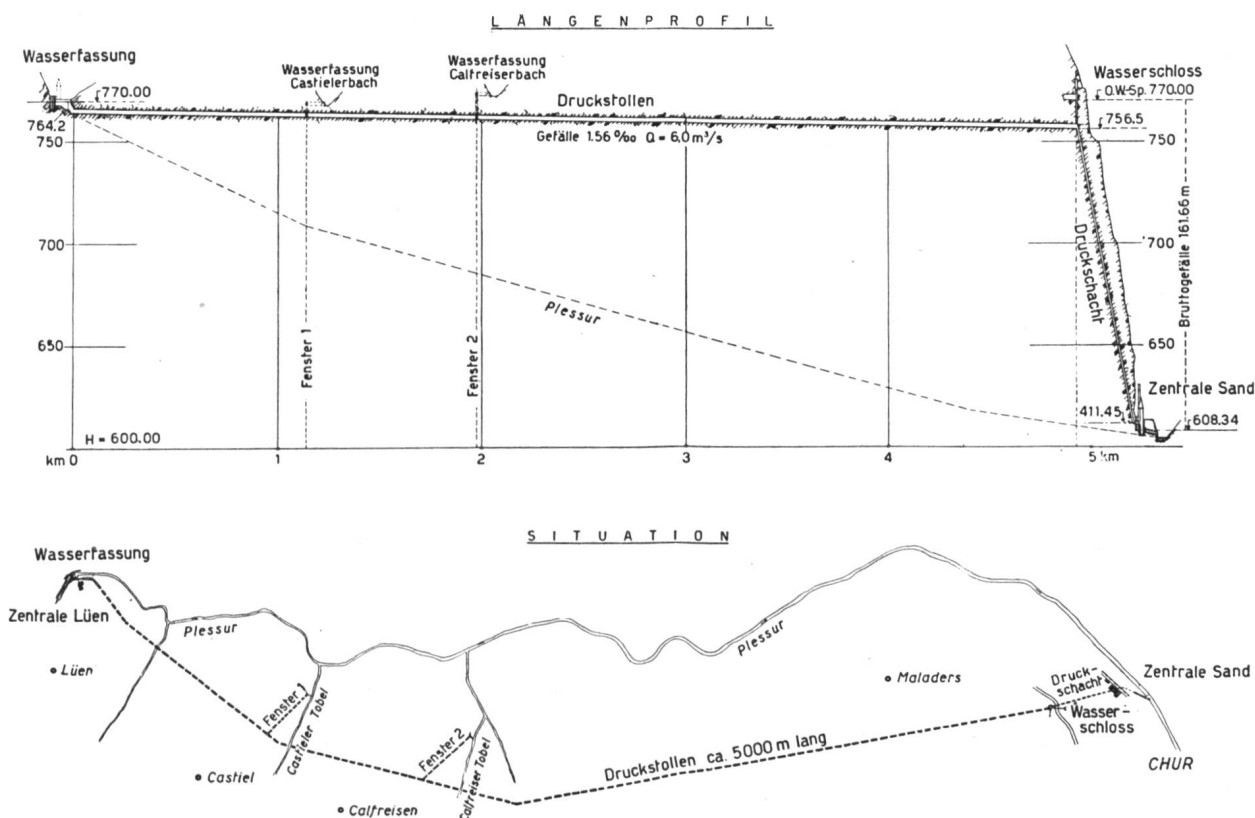 LÄNGENPROFIL
Wasserfassung
770.00
764.2
750
700
650
H = 600.00
km 0
1
2
3
4
5 km
Wasserfassung
Castielerbach
Wasserfassung
Calfreiserbach
Druckstollen
Gefälle 1.56 ‰ Q = 6,0 m³/s
Fenster 1
Fenster 2
Plessur
Wasserschloss
O.W-Sp. 770.00
756.5
750
700
650
Druckschacht
Bruttogefälle 161.66 m
Zentrale Sand
411.45
608.34
SITUATION
Wasserfassung
Zentrale Lüen
Lüen
Plessur
Fenster 1
Castieler Tobel
Castiel
Fenster 2
Calfreiser Tobel
Calfreisen
Plessur
Maladers
Druckstollen ca. 5000 m lang
Druck-
schacht
Wasser-
schloss
Zentrale Sand
CHUR